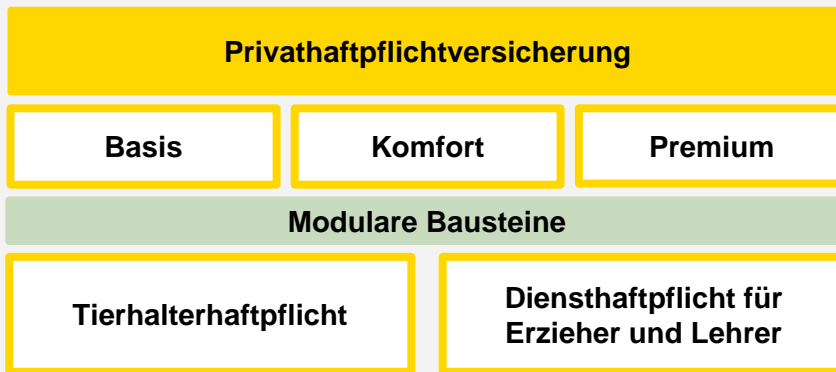 Privathaftpflichtversicherung
Basis
Komfort
Premium
Modulare Bausteine
Tierhalterhaftpflicht
Diensthaftpflicht für
Erzieher und Lehrer